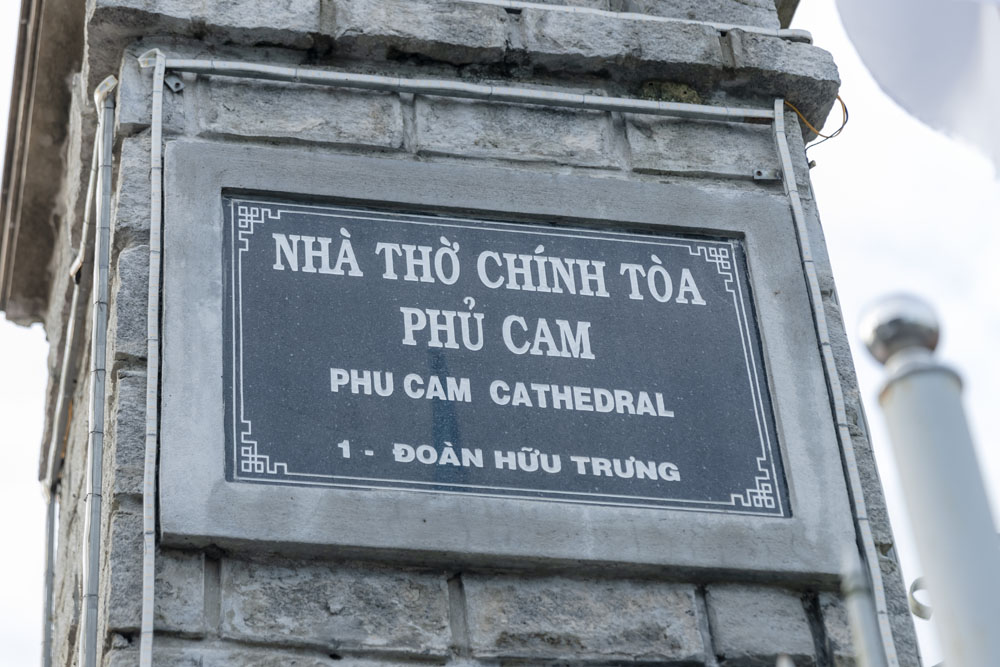 NHÀ THỜ CHÍNH TÒA
PHỦ CAM
PHU CAM CATHEDRAL
1 - ĐOÀN HỮU TRƯNG